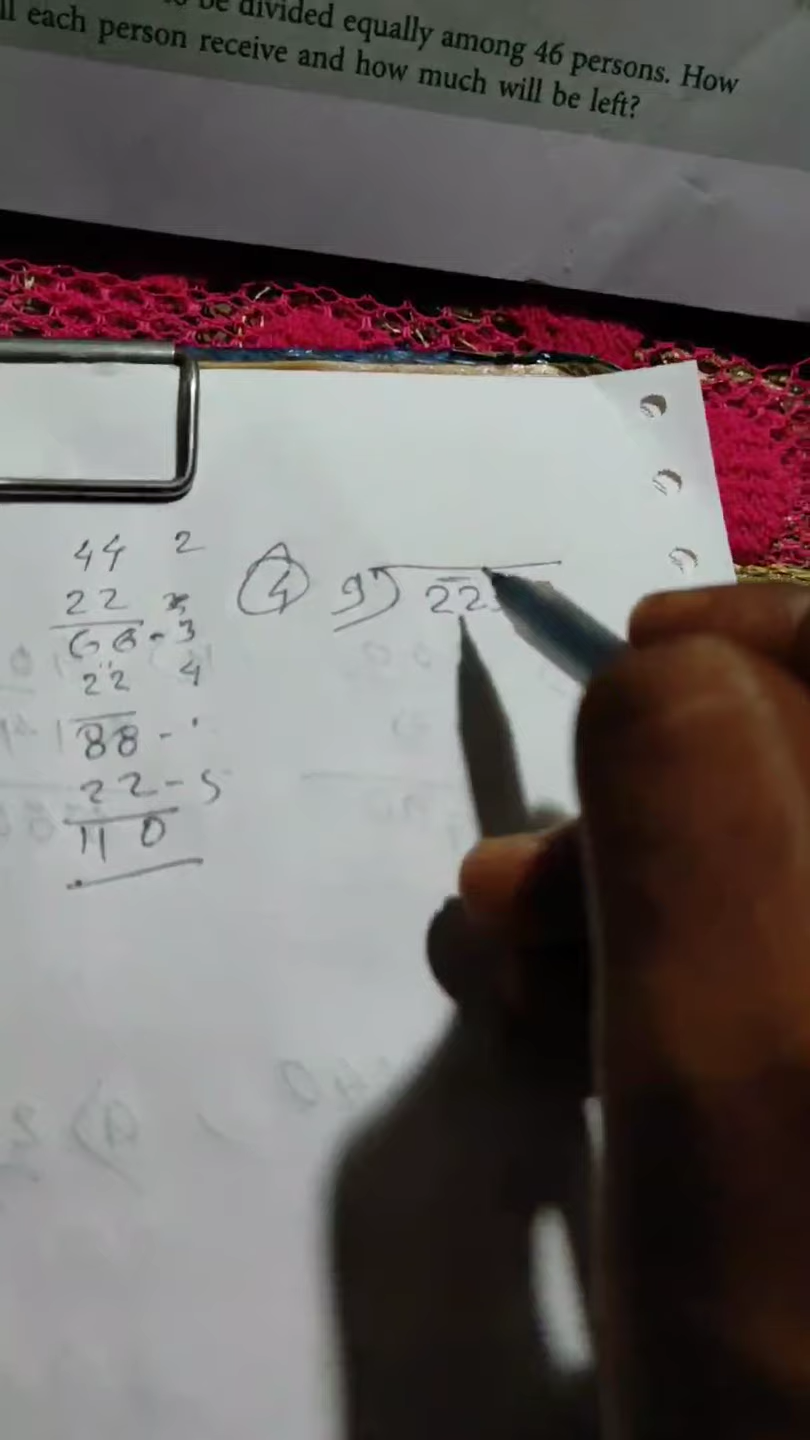 be divided equally among 46 persons. How
each person receive and how much will be left?
44 2
22
66 - 3
22 4
88 -
22 - 5
110
4 9) 22